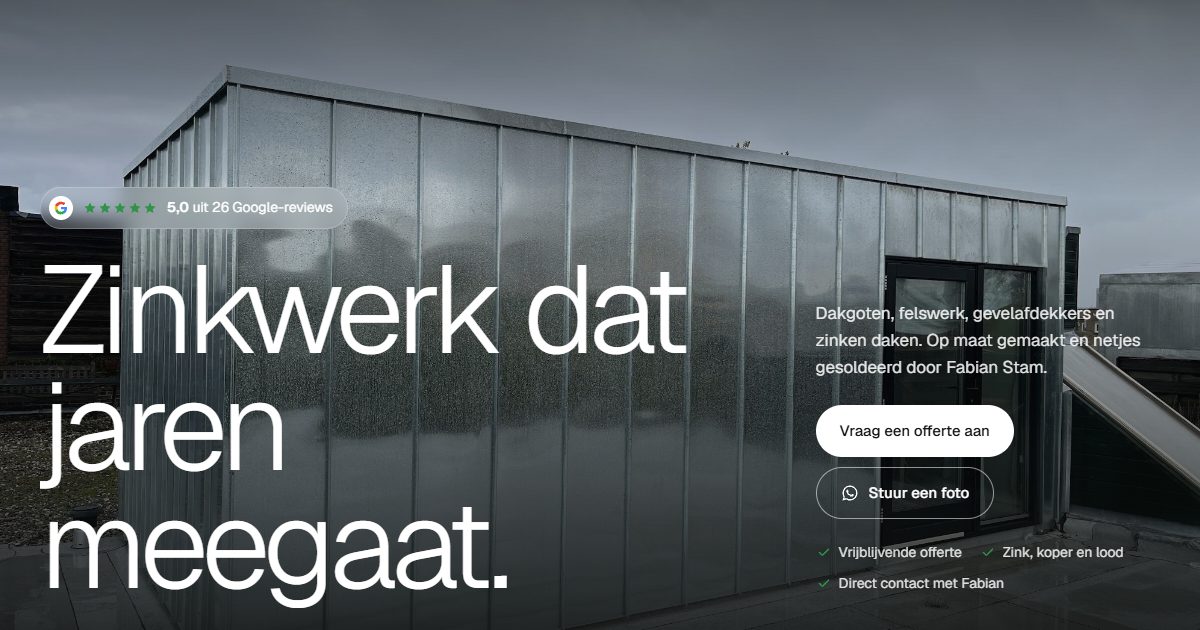 5,0 uit 26 Google-reviews
Zinkwerk dat
jaren
meegaat.
Dakgoten, felswerk, gevelafdekkers en
zinken daken. Op maat gemaakt en netjes
gesoldeerd door Fabian Stam.
Vraag een offerte aan
Stuur een foto
Vrijblijvende offerte
Zink, koper en lood
Direct contact met Fabian